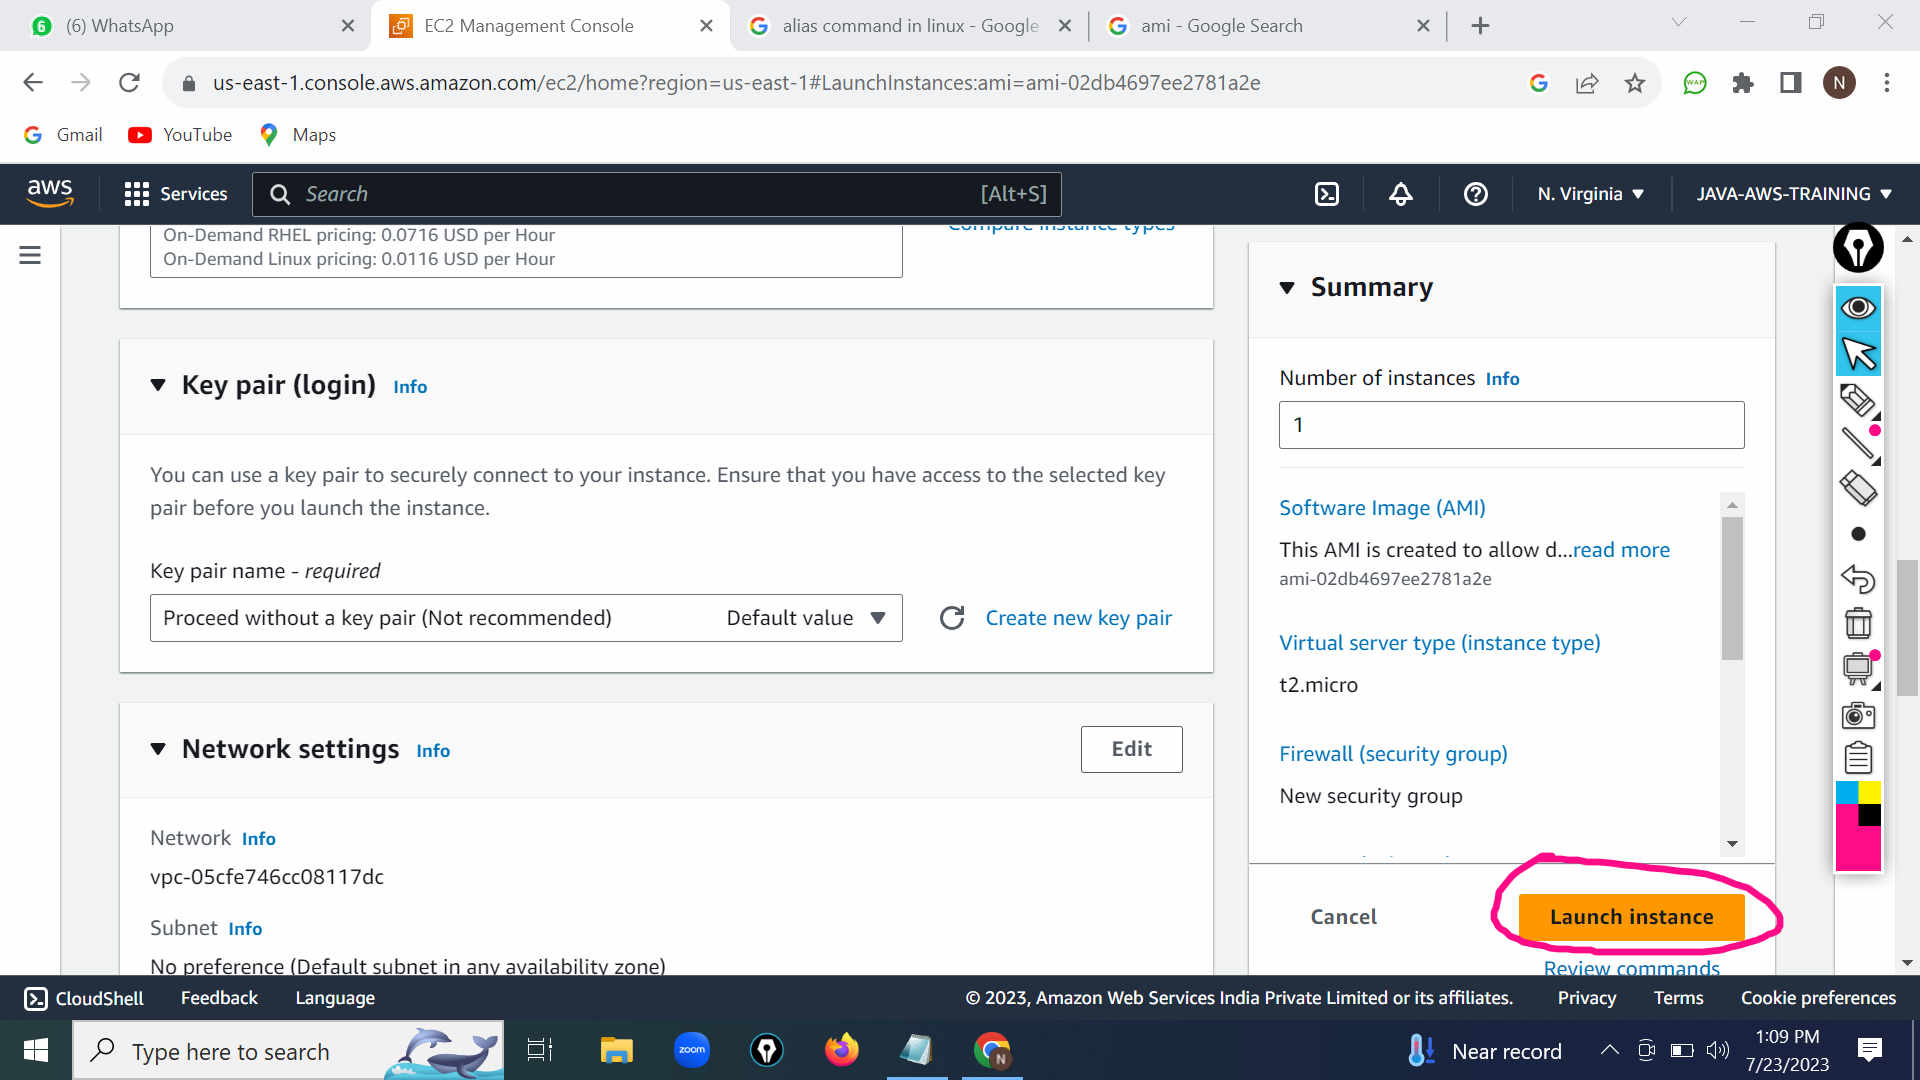 (6) WhatsApp
EC2 Management Console
alias command in linux - Google
ami - Google Search
us-east-1.console.aws.amazon.com/ec2/home?region=us-east-1#LaunchInstances:ami=ami-02db4697ee2781a2e
N
Gmail
YouTube
Maps
aws
Services
Search
[Alt+S]
N. Virginia
JAVA-AWS-TRAINING
On-Demand RHEL pricing: 0.0716 USD per Hour
On-Demand Linux pricing: 0.0116 USD per Hour
Compare instance types
Key pair (login) Info
You can use a key pair to securely connect to your instance. Ensure that you have access to the selected key
pair before you launch the instance.
Key pair name - required
Proceed without a key pair (Not recommended) Default value
Create new key pair
Network settings Info
Edit
Network Info
vpc-05cfe746cc08117dc
Subnet Info
No preference (Default subnet in any availability zone)
Summary
Number of instances Info
1
Software Image (AMI)
This AMI is created to allow d...read more
ami-02db4697ee2781a2e
Virtual server type (instance type)
t2.micro
Firewall (security group)
New security group
Cancel
Launch instance
Review commands
CloudShell
Feedback
Language
© 2023, Amazon Web Services India Private Limited or its affiliates.
Privacy
Terms
Cookie preferences
Type here to search
zoom
N
Near record
1:09 PM
7/23/2023